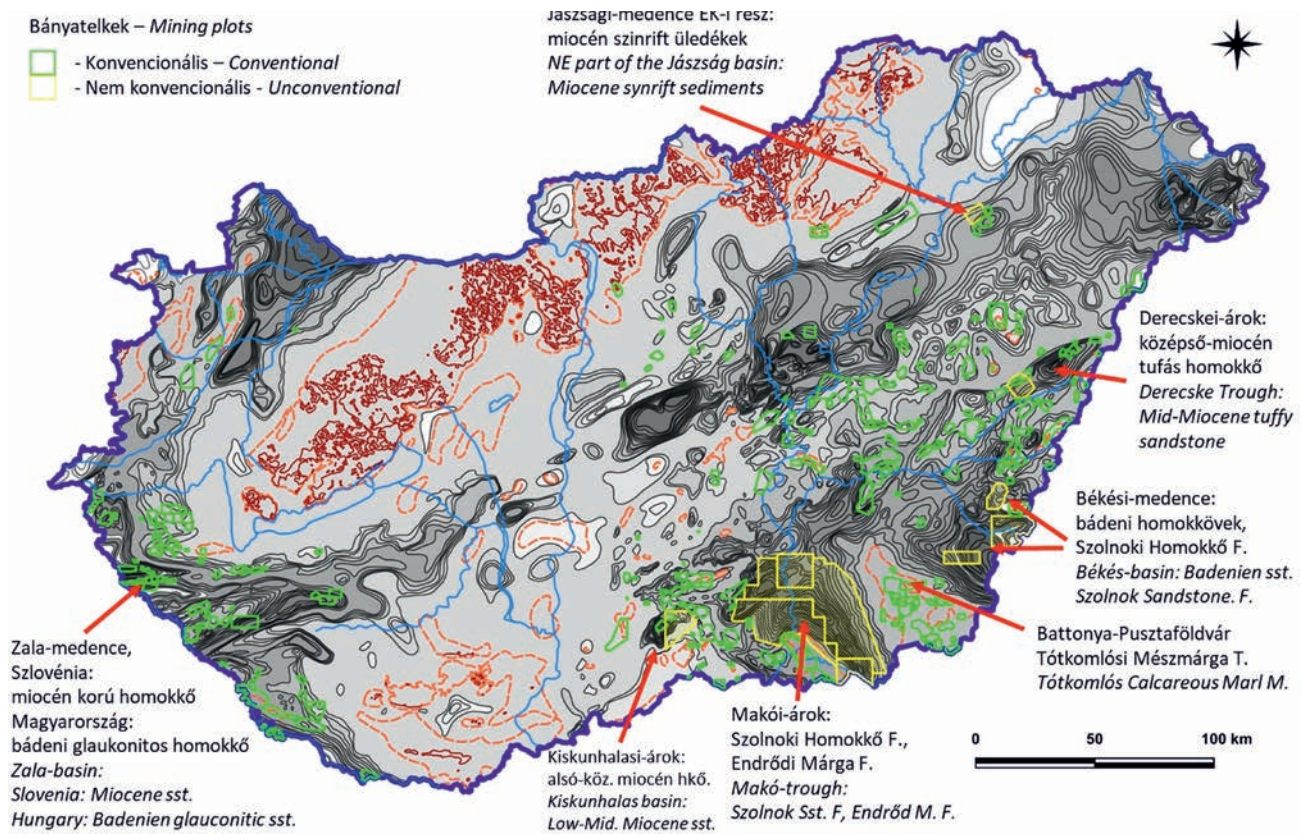 Bányatelkek – Mining plots
- Konvencionális – Conventional
- Nem konvencionális - Unconventional
Jászsági-medence ÉK-i rész:
miocén szinrift üledékek
NE part of the Jászság basin:
Miocene synrift sediments
Derecskei-árok:
középső-miocén
tufás homokkő
Derecske Trough:
Mid-Miocene tuffy
sandstone
Békési-medence:
bádeni homokkövek,
Szolnoki Homokkő F.
Békés-basin: Badenien sst.
Szolnok Sandstone. F.
Battonya-Pusztaföldvár
Tótkomlósi Mészmárga T.
Tótkomlós Calcareous Marl M.
Zala-medence,
Szlovénia:
miocén korú homokkő
Magyarország:
bádeni glaukonitos homokkő
Zala-basin:
Slovenia: Miocene sst.
Hungary: Badenien glauconitic sst.
Kiskunhalasi-árok:
alsó-köz. miocén hkő.
Kiskunhalas basin:
Low-Mid. Miocene sst.
Makói-árok:
Szolnoki Homokkő F.,
Endrődi Márga F.
Makó-trough:
Szolnok Sst. F, Endrőd M. F.
0 50 100 km